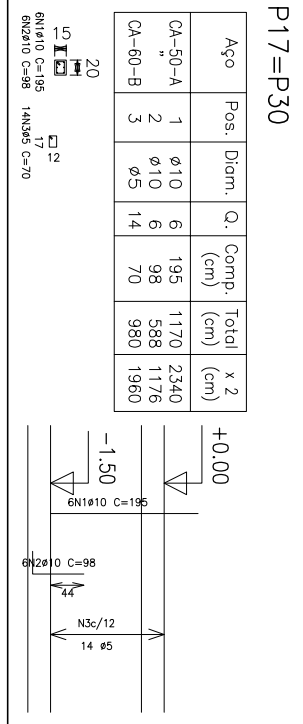 P17=P30
Aço Pos. Diam. Q. Comp. (cm) Total (cm) x 2 (cm)
CA-50-A 1 ø10 6 195 1170 2340
" 2 ø10 6 98 588 1176
CA-60-B 3 ø5 14 70 980 1960
20
15
12
17
6N1ø10 C=195
6N2ø10 C=98
14N3ø5 C=70
+0.00
-1.50
6N1ø10 C=195
6N2ø10 C=98
44
N3c/12
14 ø5